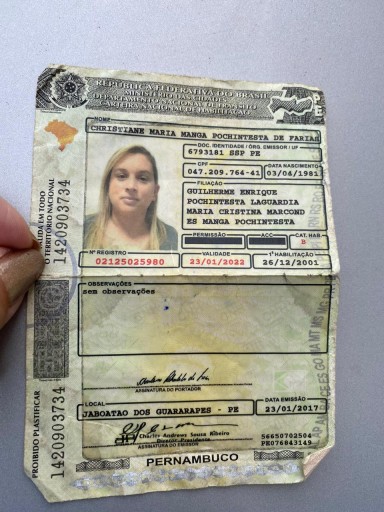 REPÚBLICA FEDERATIVA DO BRASIL
MINISTÉRIO DAS CIDADES
DEPARTAMENTO NACIONAL DE TRÂNSITO
CARTEIRA NACIONAL DE HABILITAÇÃO
NOME
CHRISTIANE MARIA MANGA POCHINTESTA DE FARIAS
DOC. IDENTIDADE / ÓRG. EMISSOR / UF
6793181 SSP PE
CPF
047.209.764-41
DATA NASCIMENTO
03/06/1981
FILIAÇÃO
GUILHERME ENRIQUE
POCHINTESTA LAGUARDIA
MARIA CRISTINA MARCOND
ES MANGA POCHINTESTA
PERMISSÃO
ACC
CAT. HAB
B
Nº REGISTRO
02125025980
VALIDADE
23/01/2022
1ª HABILITAÇÃO
26/12/2001
VÁLIDA EM TODO
O TERRITÓRIO NACIONAL
1420903734
OBSERVAÇÕES
sem observações
ASSINATURA DO PORTADOR
LOCAL
JABOATAO DOS GUARARAPES - PE
DATA EMISSÃO
23/01/2017
Charles Andrews Sousa Ribeiro
Diretor Presidente
ASSINATURA DO EMISSOR
56650702504
PE076843149
PERNAMBUCO
PROIBIDO PLASTIFICAR
1420903734